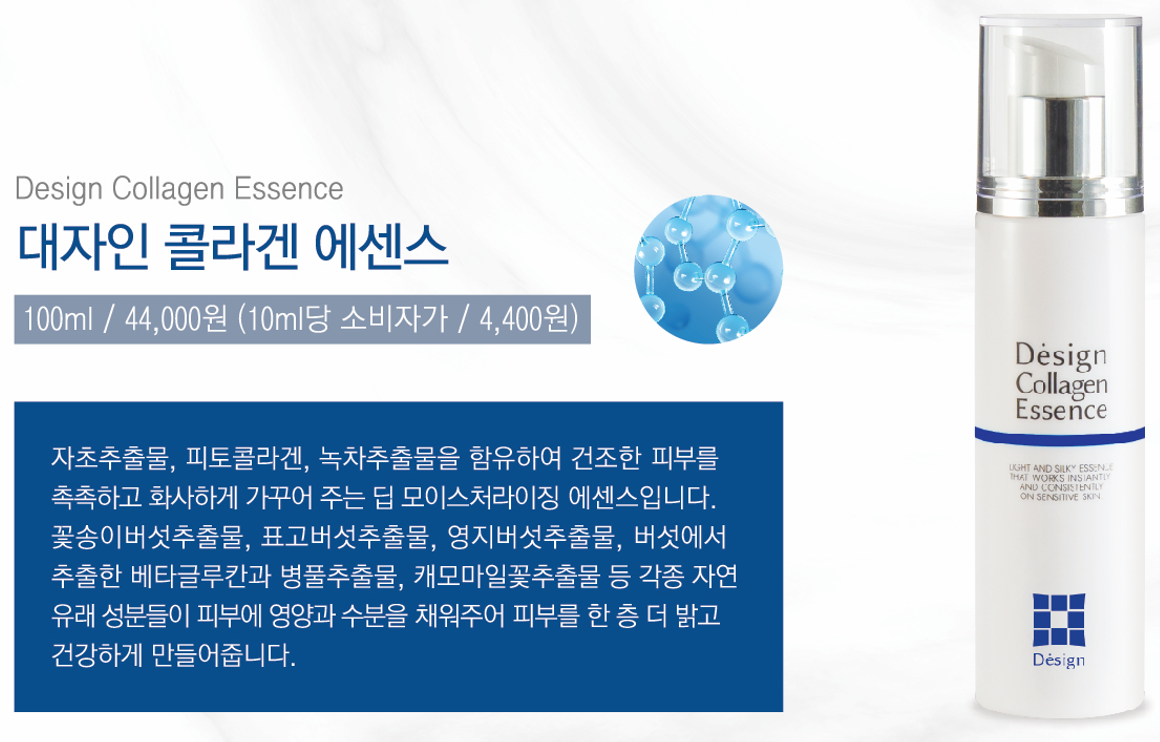 Design Collagen Essence
대자인 콜라겐 에센스
100ml / 44,000원 (10ml당 소비자가 / 4,400원)
자초추출물, 피토콜라겐, 녹차추출물을 함유하여 건조한 피부를
촉촉하고 화사하게 가꾸어 주는 딥 모이스처라이징 에센스입니다.
꽃송이버섯추출물, 표고버섯추출물, 영지버섯추출물, 버섯에서
추출한 베타글루칸과 병풀추출물, 캐모마일꽃추출물 등 각종 자연
유래 성분들이 피부에 영양과 수분을 채워주어 피부를 한 층 더 밝고
건강하게 만들어줍니다.
Dėsign
Collagen
Essence
LIGHT AND SILKY ESSENCE
THAT WORKS INSTANTLY
AND CONSISTENTLY
ON SENSITIVE SKIN
Dėsign